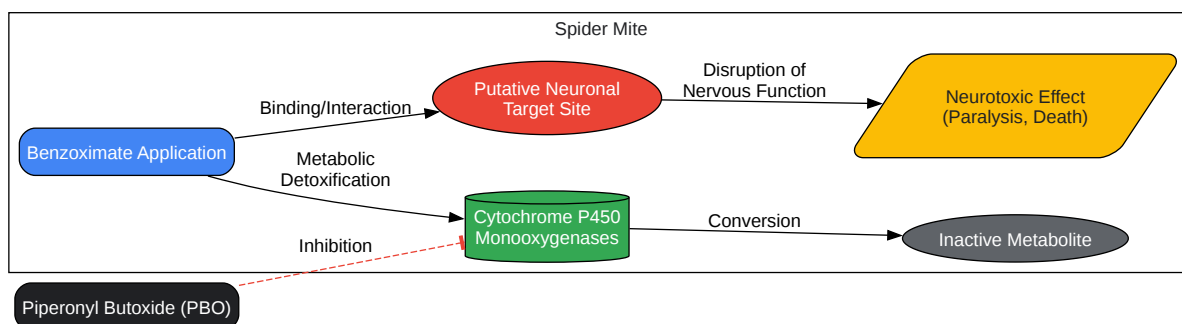 Spider Mite
Benzoximate Application
Binding/Interaction
Putative Neuronal
Target Site
Disruption of
Nervous Function
Neurotoxic Effect
(Paralysis, Death)
Metabolic
Detoxification
Cytochrome P450
Monooxygenases
Conversion
Inactive Metabolite
Inhibition
Piperonyl Butoxide (PBO)